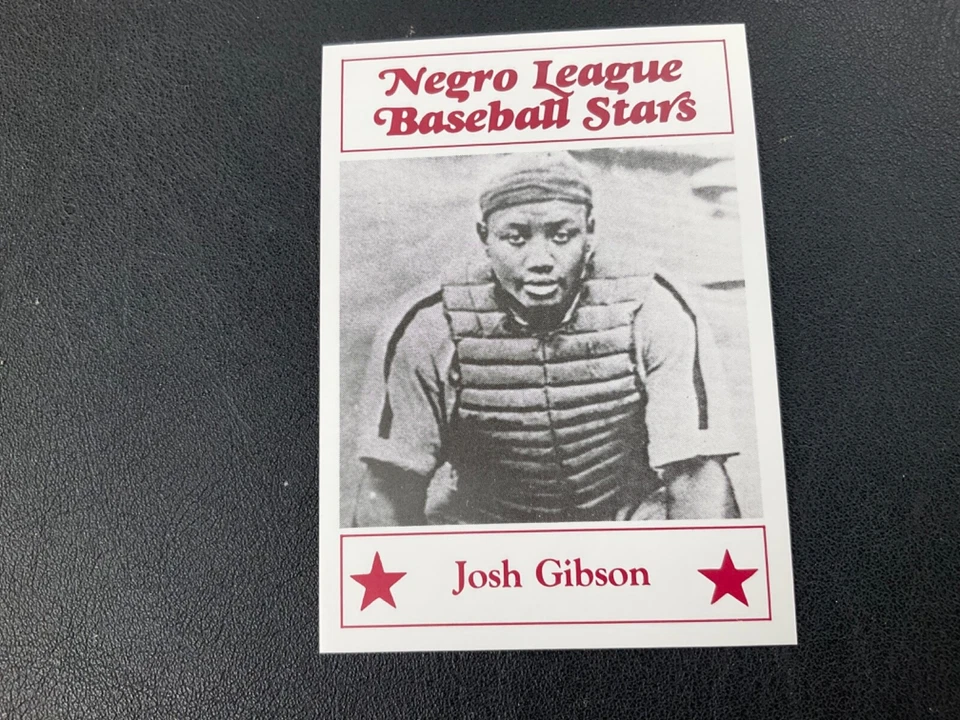 Negro League
Baseball Stars
Josh Gibson